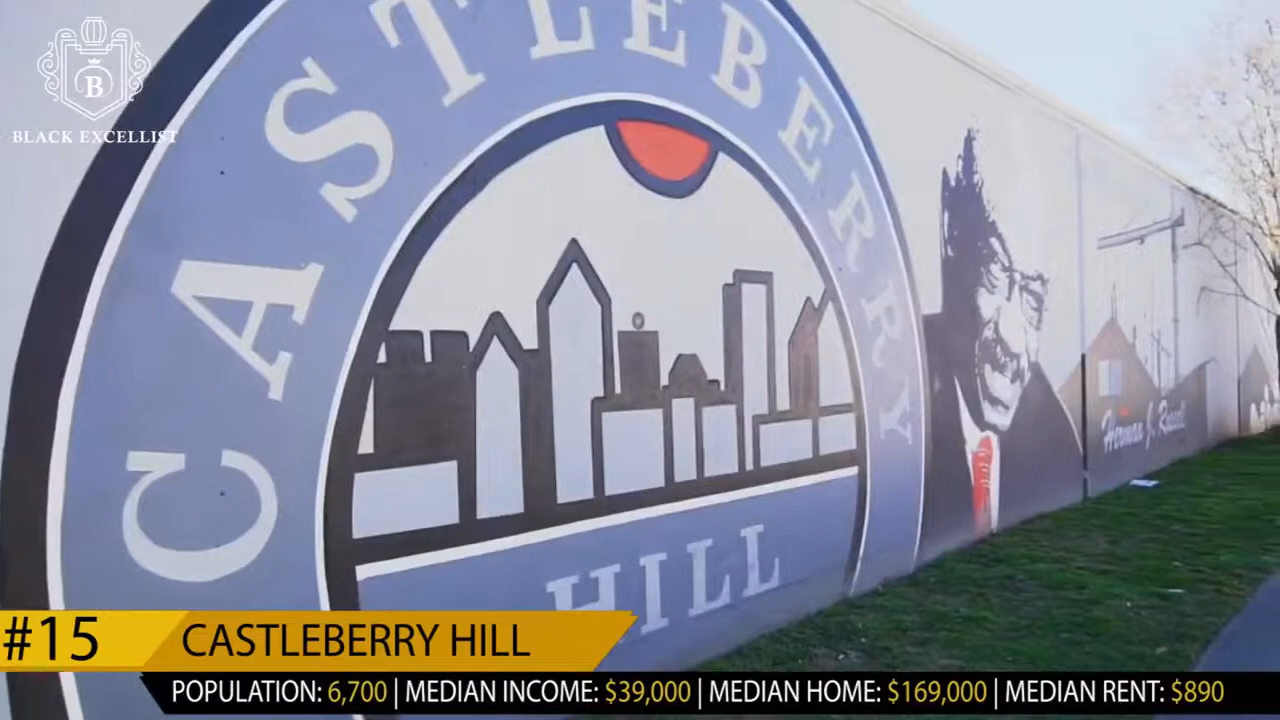 B
BLACK EXCELLIST
CASTLEBERRY
HILL
Herman J. Russell
#15
CASTLEBERRY HILL
POPULATION: 6,700 | MEDIAN INCOME: $39,000 | MEDIAN HOME: $169,000 | MEDIAN RENT: $890